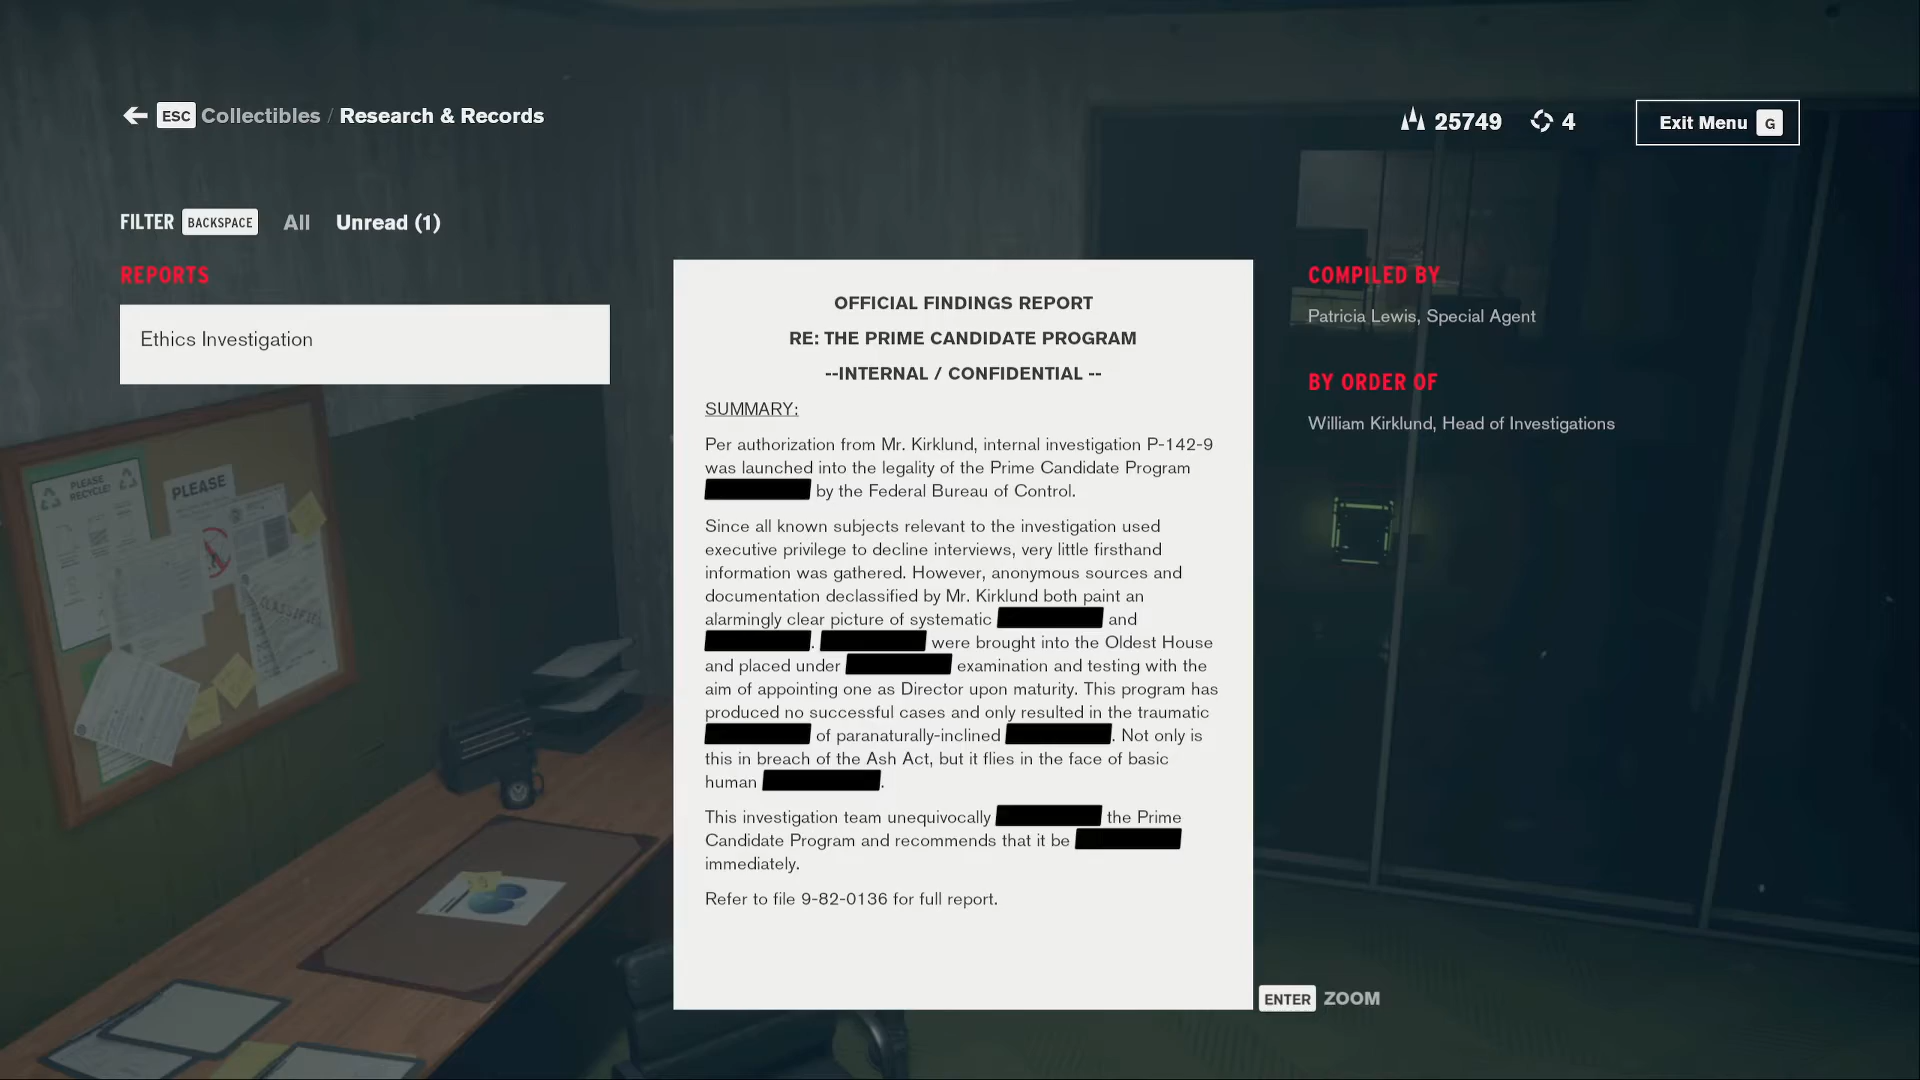 ESC Collectibles / Research & Records
25749 4 Exit Menu G
FILTER BACKSPACE All Unread (1)
REPORTS
Ethics Investigation
OFFICIAL FINDINGS REPORT
RE: THE PRIME CANDIDATE PROGRAM
--INTERNAL / CONFIDENTIAL --
SUMMARY:
Per authorization from Mr. Kirklund, internal investigation P-142-9
was launched into the legality of the Prime Candidate Program
by the Federal Bureau of Control.
Since all known subjects relevant to the investigation used
executive privilege to decline interviews, very little firsthand
information was gathered. However, anonymous sources and
documentation declassified by Mr. Kirklund both paint an
alarmingly clear picture of systematic and
. were brought into the Oldest House
and placed under examination and testing with the
aim of appointing one as Director upon maturity. This program has
produced no successful cases and only resulted in the traumatic
of paranaturally-inclined . Not only is
this in breach of the Ash Act, but it flies in the face of basic
human .
This investigation team unequivocally the Prime
Candidate Program and recommends that it be
immediately.
Refer to file 9-82-0136 for full report.
COMPILED BY
Patricia Lewis, Special Agent
BY ORDER OF
William Kirklund, Head of Investigations
ENTER ZOOM
PLEASE
RECYCLE!
PLEASE